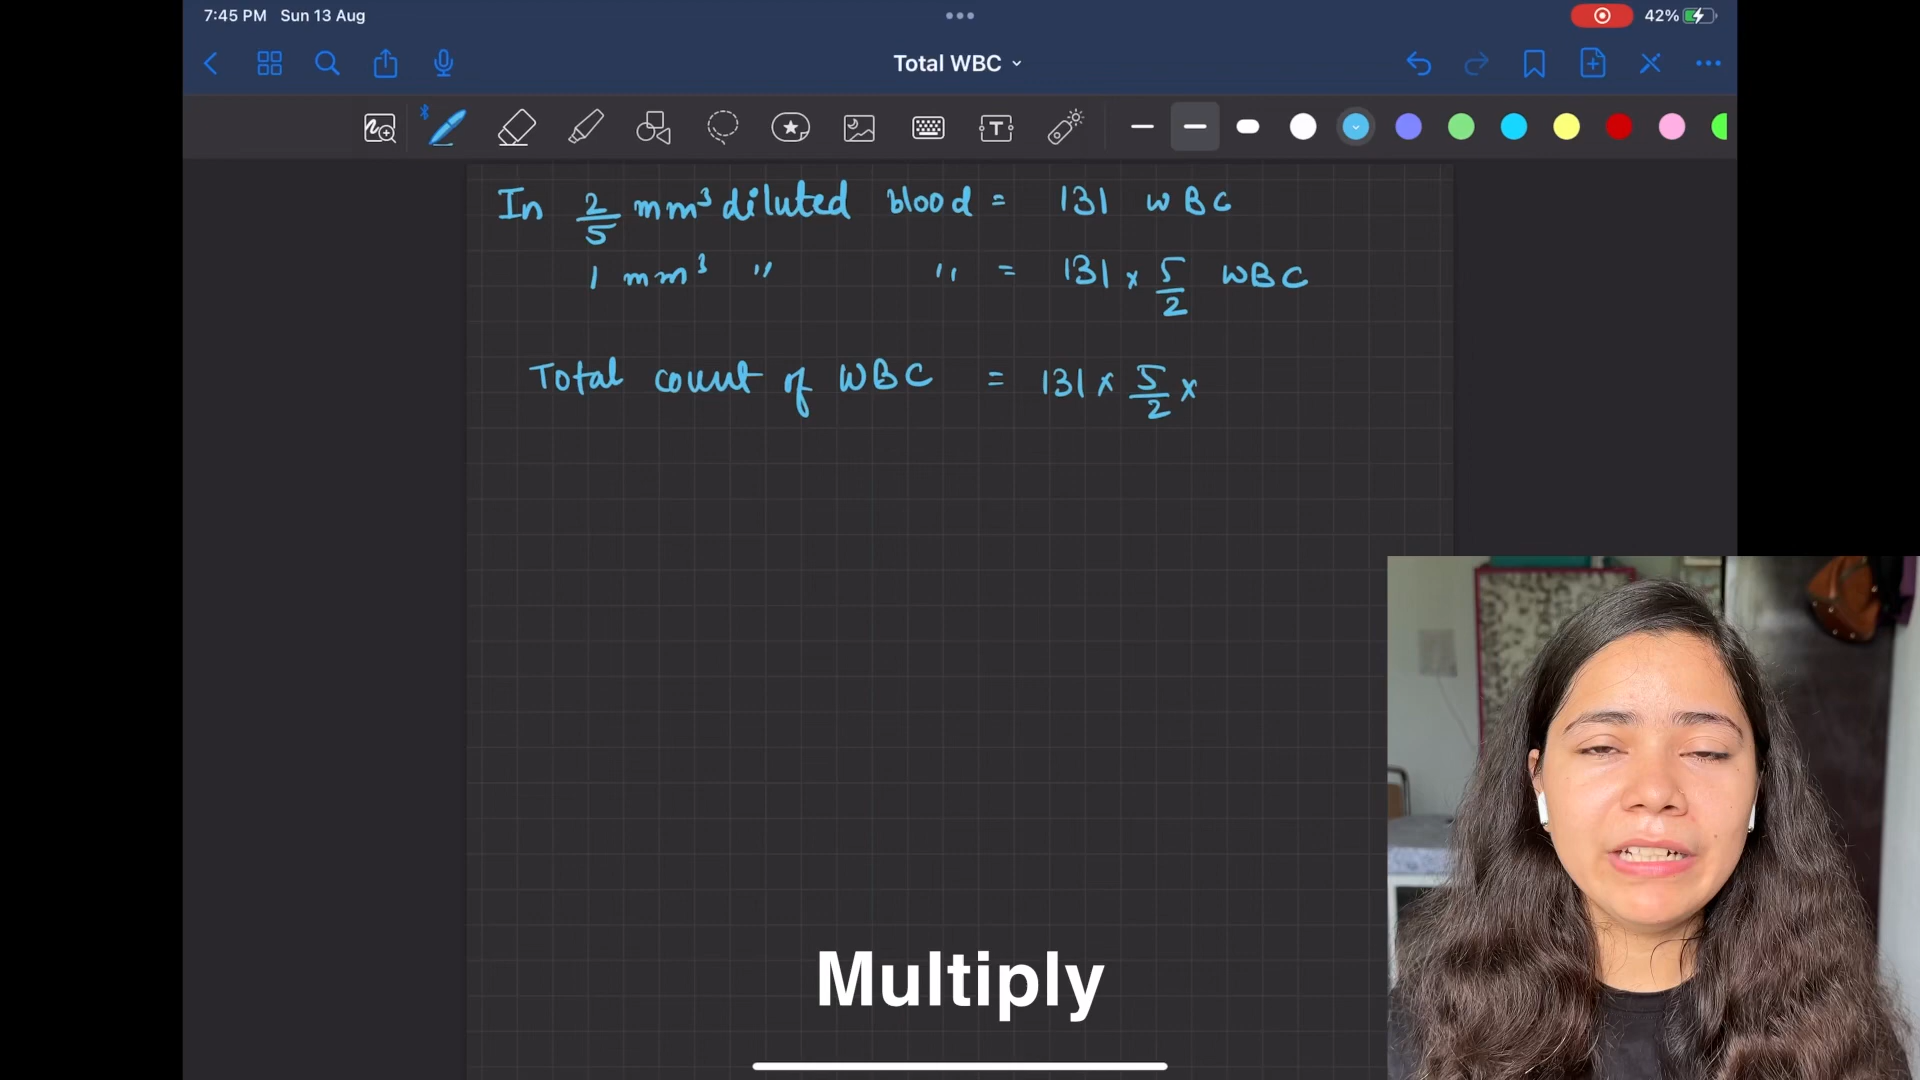 7:45 PM Sun 13 Aug
42%
Total WBC
T
In 2/5 mm³ diluted blood = 131 WBC
1 mm³ " " = 131 × 5/2 WBC
Total count of WBC = 131 × 5/2 ×
Multiply